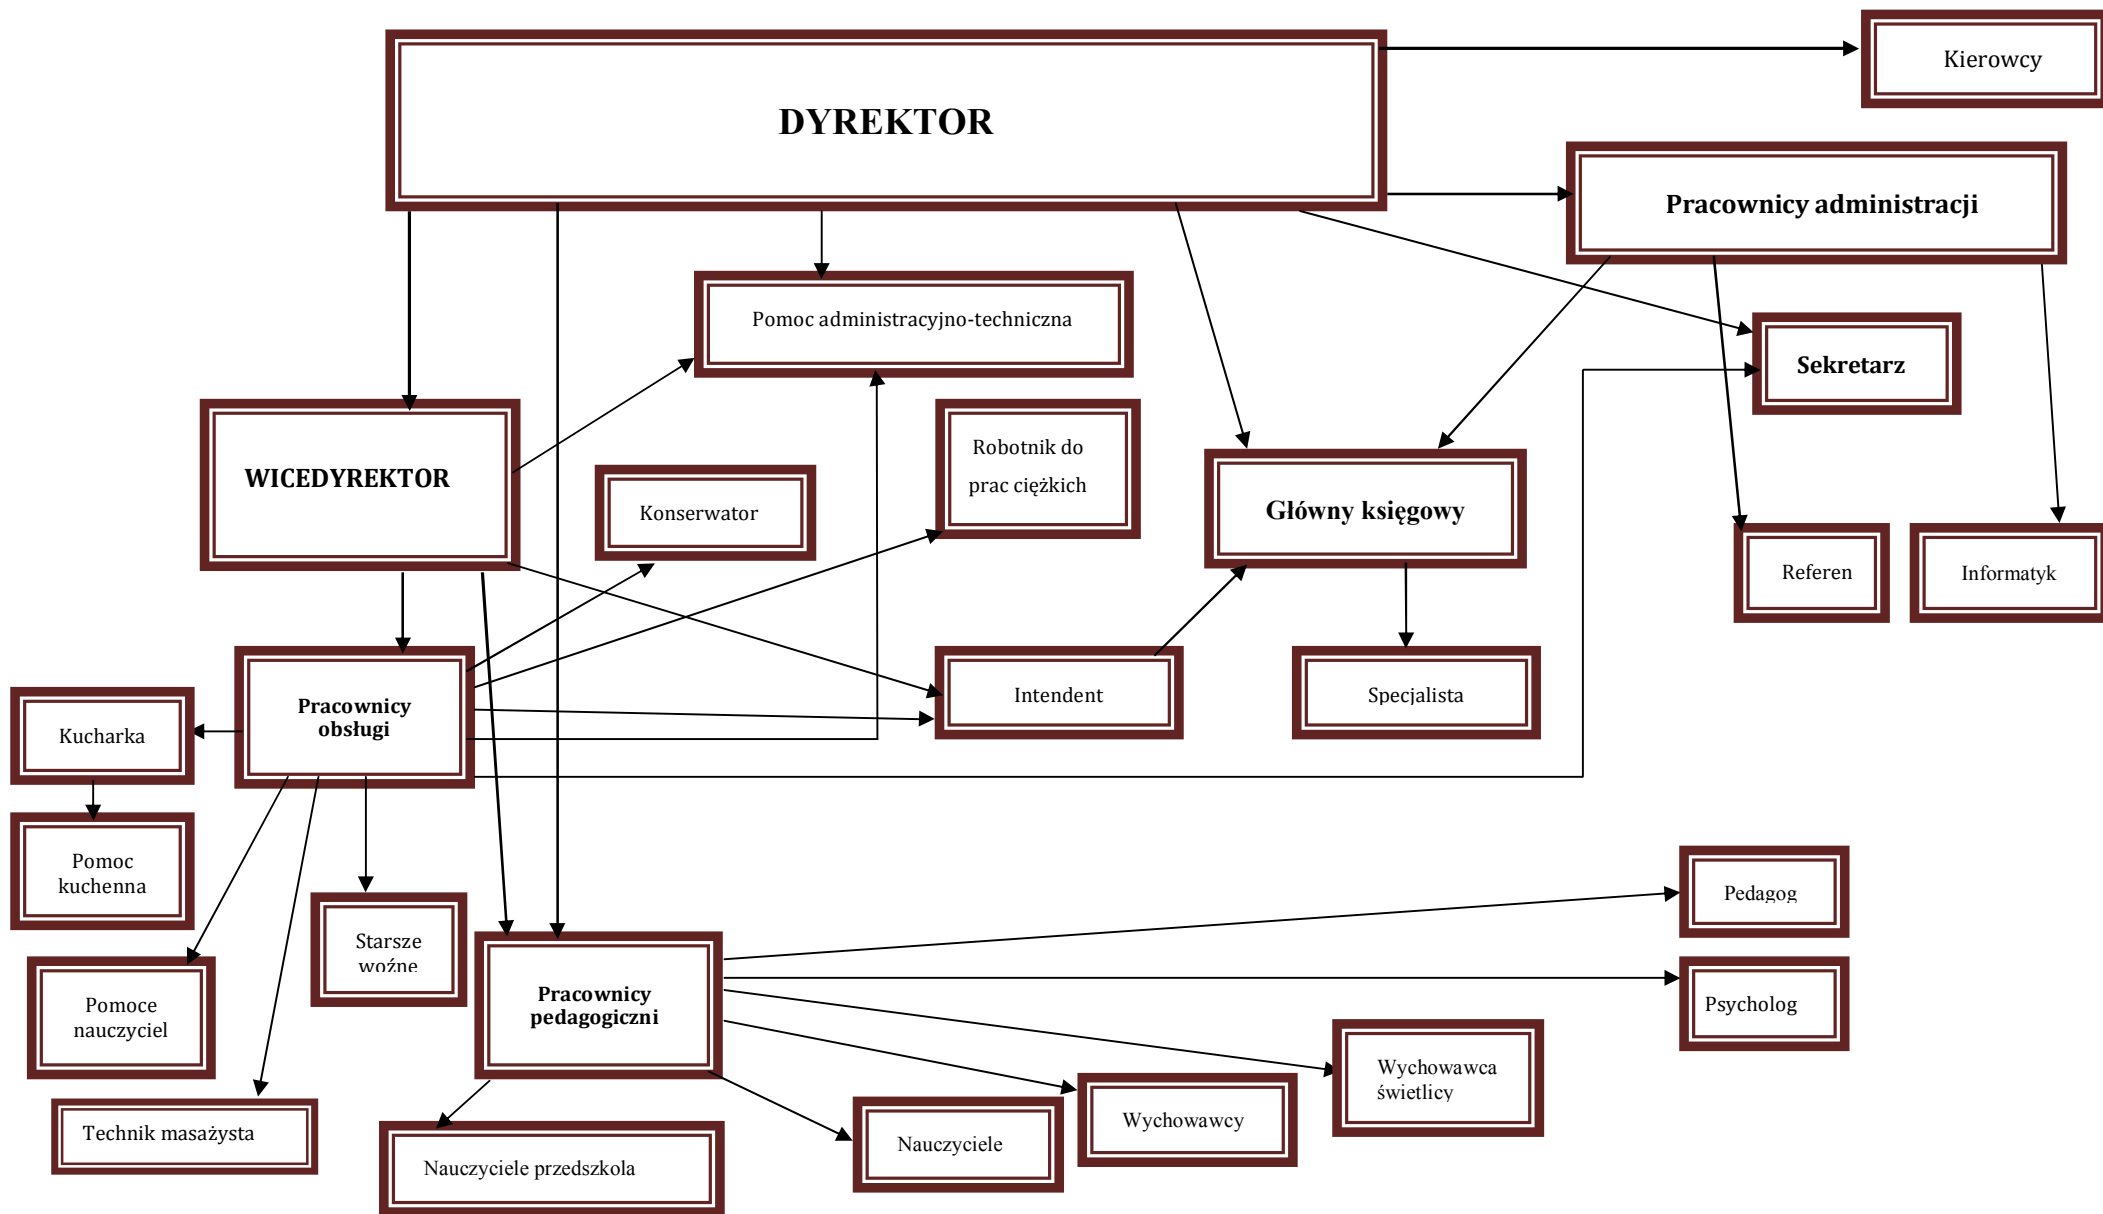 Kierowcy
DYREKTOR
Pracownicy administracji
Pomoc administracyjno-techniczna
Sekretarz
WICEDYREKTOR
Robotnik do
prac ciężkich
Konserwator
Główny księgowy
Referen
Informatyk
Pracownicy
obsługi
Intendent
Specjalista
Kucharka
Pomoc
kuchenna
Starsze
woźne
Pedagog
Pomoce
nauczyciel
Pracownicy
pedagogiczni
Psycholog
Wychowawca
świetlicy
Technik masażysta
Wychowawcy
Nauczyciele
Nauczyciele przedszkola